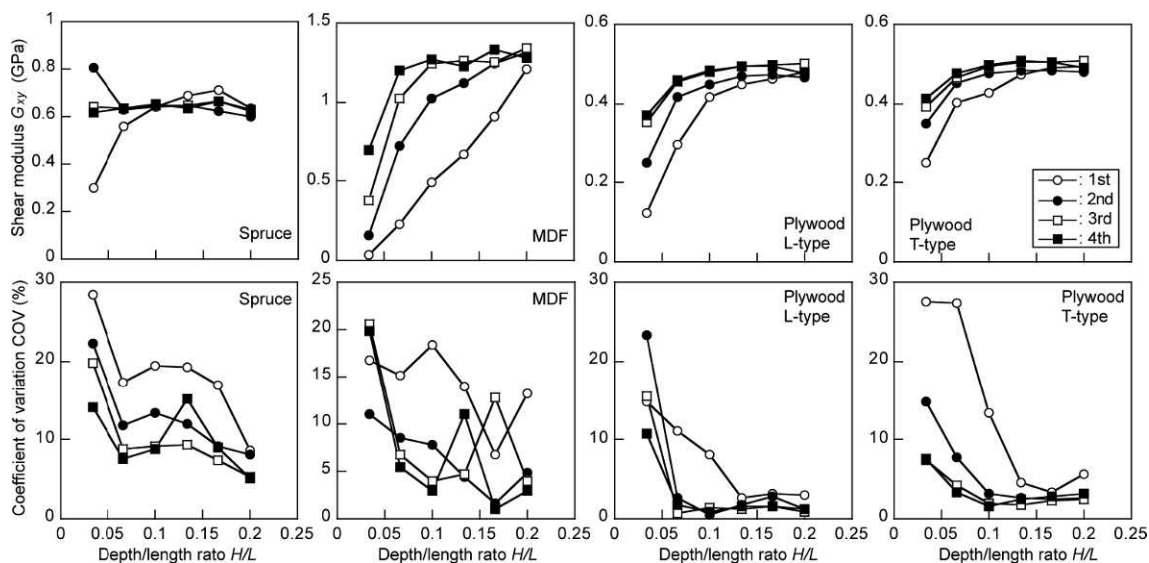 Shear modulus Gxy (GPa)
1
0.8
0.6
0.4
0.2
0
Spruce
1.5
1
0.5
0
MDF
0.6
0.4
0.2
0
Plywood
L-type
0.6
0.4
0.2
0
Plywood
T-type
: 1st
: 2nd
: 3rd
: 4th
Coefficient of variation COV (%)
30
20
10
0
Spruce
0 0.05 0.1 0.15 0.2 0.25
Depth/length rato H/L
25
20
15
10
5
0
MDF
0 0.05 0.1 0.15 0.2 0.25
Depth/length rato H/L
30
20
10
0
Plywood
L-type
0 0.05 0.1 0.15 0.2 0.25
Depth/length rato H/L
30
20
10
0
Plywood
T-type
0 0.05 0.1 0.15 0.2 0.25
Depth/length rato H/L